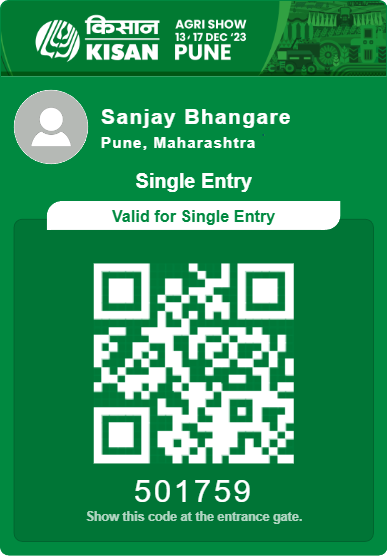 किसान
KISAN
AGRI SHOW
13-17 DEC '23
PUNE
Sanjay Bhangare
Pune, Maharashtra
Single Entry
Valid for Single Entry
501759
Show this code at the entrance gate.